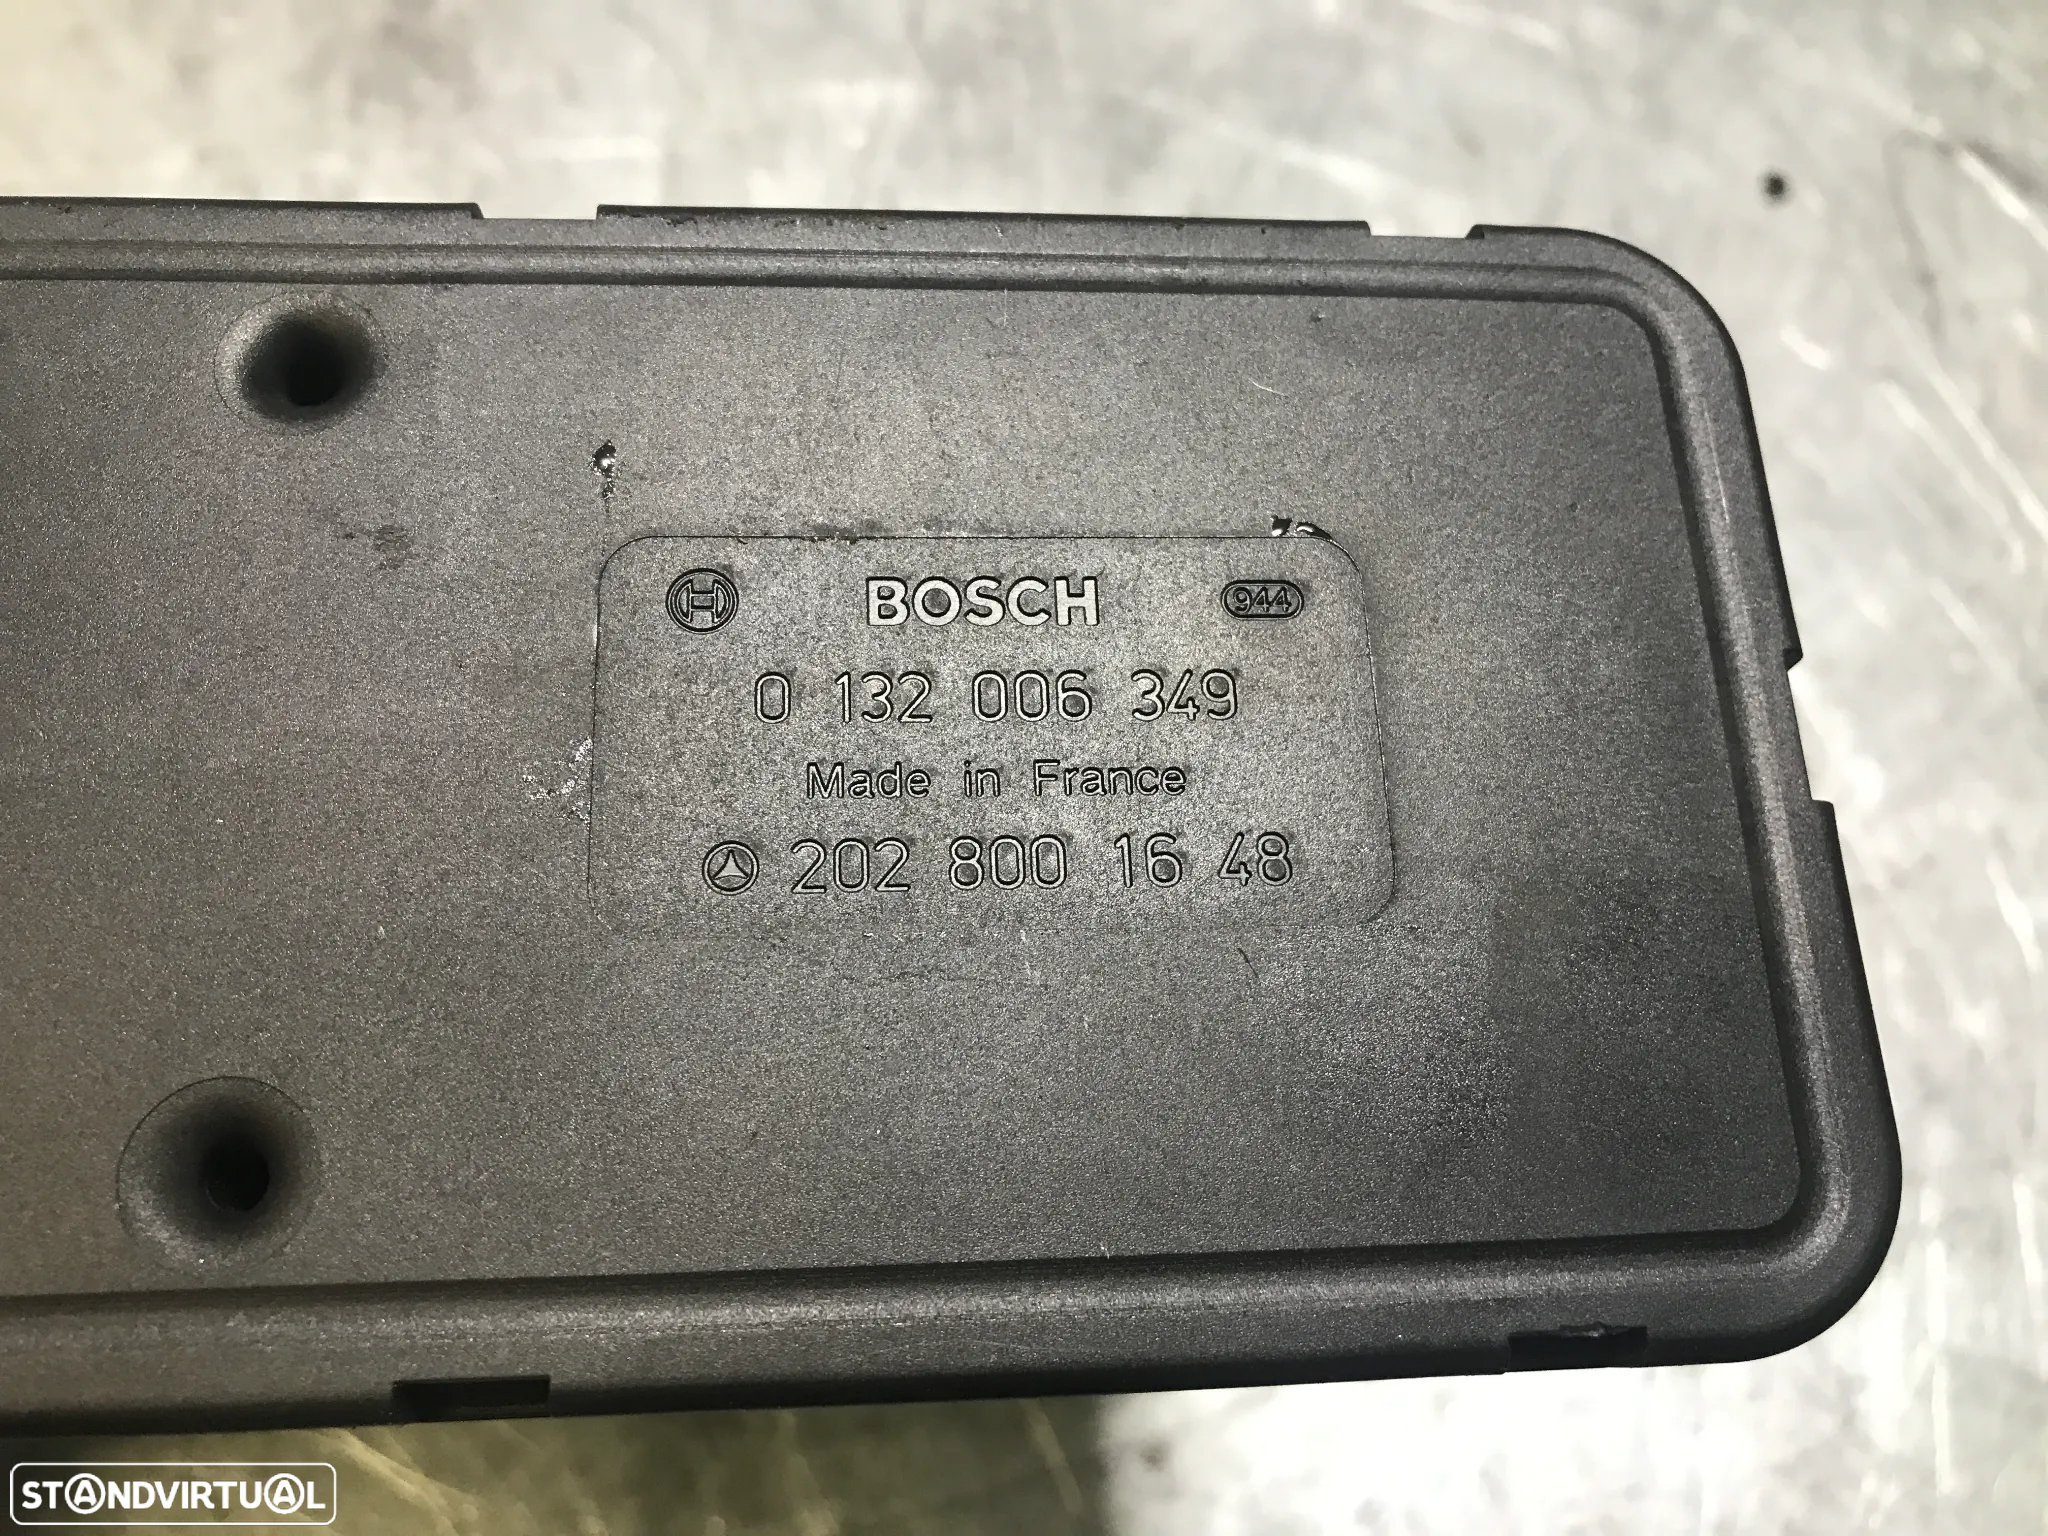 BOSCH 944
0 132 006 349
Made in France
202 800 16 48
STANDVIRTUAL